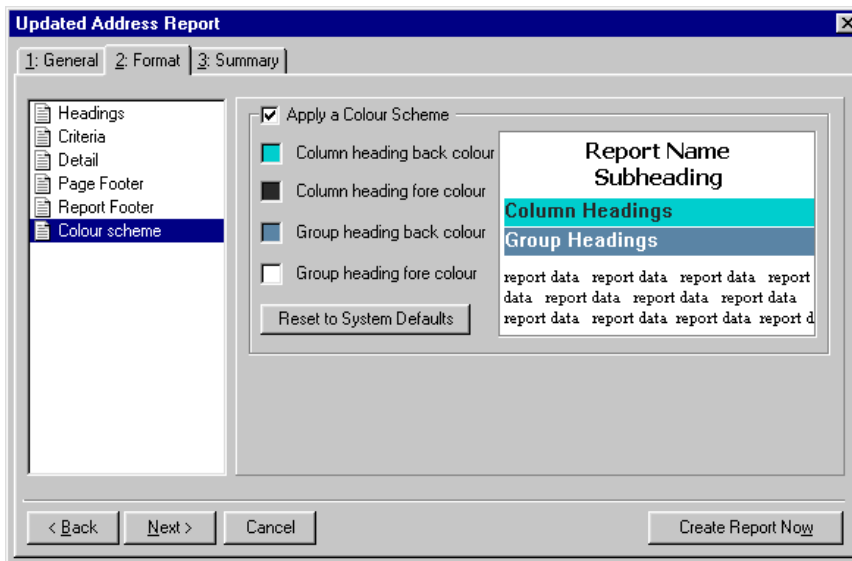 Updated Address Report
1: General 2: Format 3: Summary
Headings
Criteria
Detail
Page Footer
Report Footer
Colour scheme
Apply a Colour Scheme
Column heading back colour
Column heading fore colour
Group heading back colour
Group heading fore colour
Reset to System Defaults
Report Name
Subheading
Column Headings
Group Headings
report data report data report data report
data report data report data report data
report data report data report data report d
< Back Next > Cancel Create Report Now